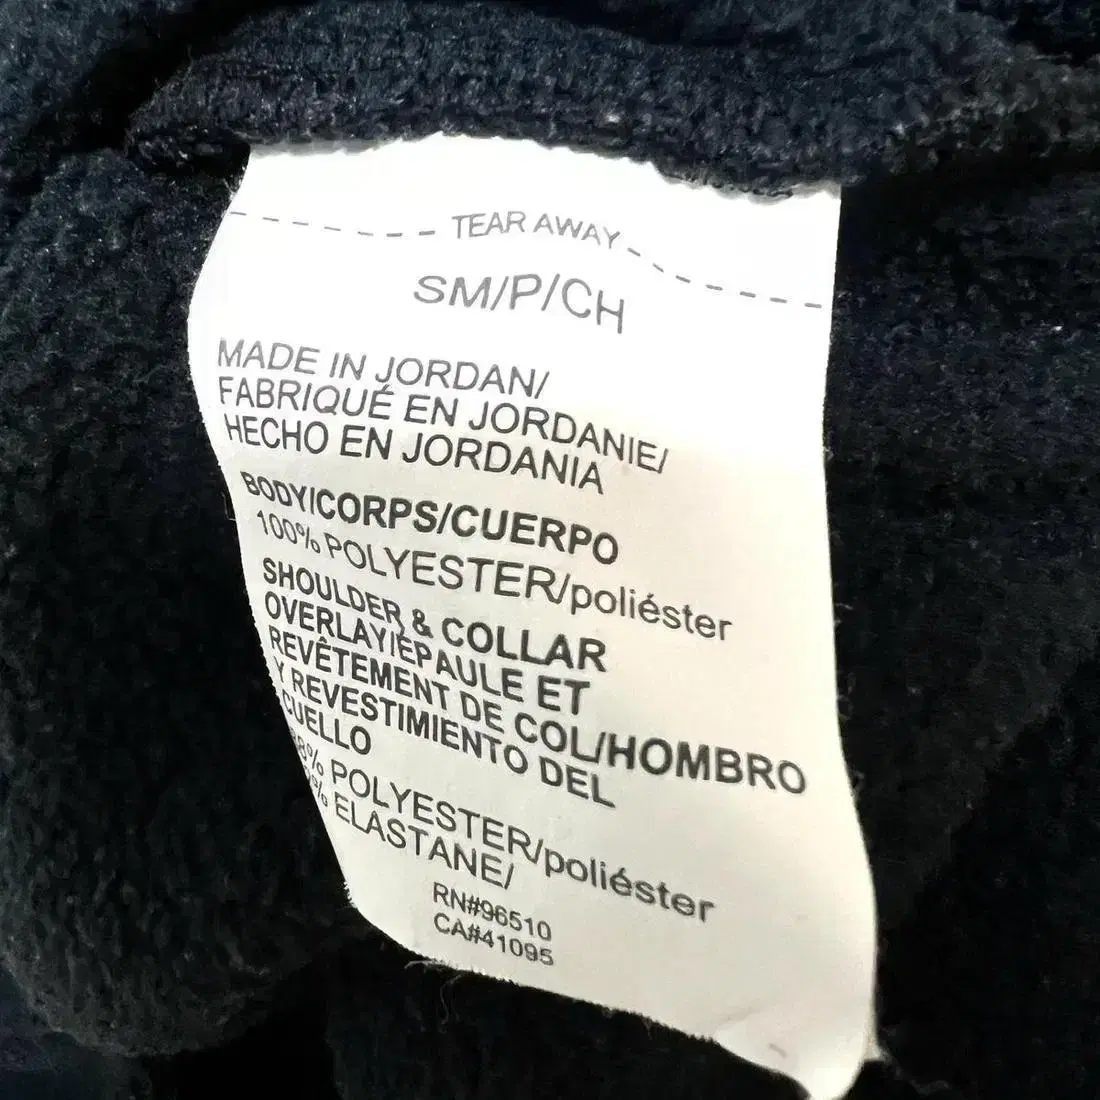 TEAR AWAY
SM/P/CH
MADE IN JORDAN/
FABRIQUÉ EN JORDANIE/
HECHO EN JORDANIA
BODY/CORPS/CUERPO
100% POLYESTER/poliéster
SHOULDER & COLLAR
OVERLAY/ÉPAULE ET
REVÊTEMENT DE COL/HOMBRO
Y REVESTIMIENTO DEL
CUELLO
POLYESTER/poliéster
ELASTANE/
RN#96510
CA#41095